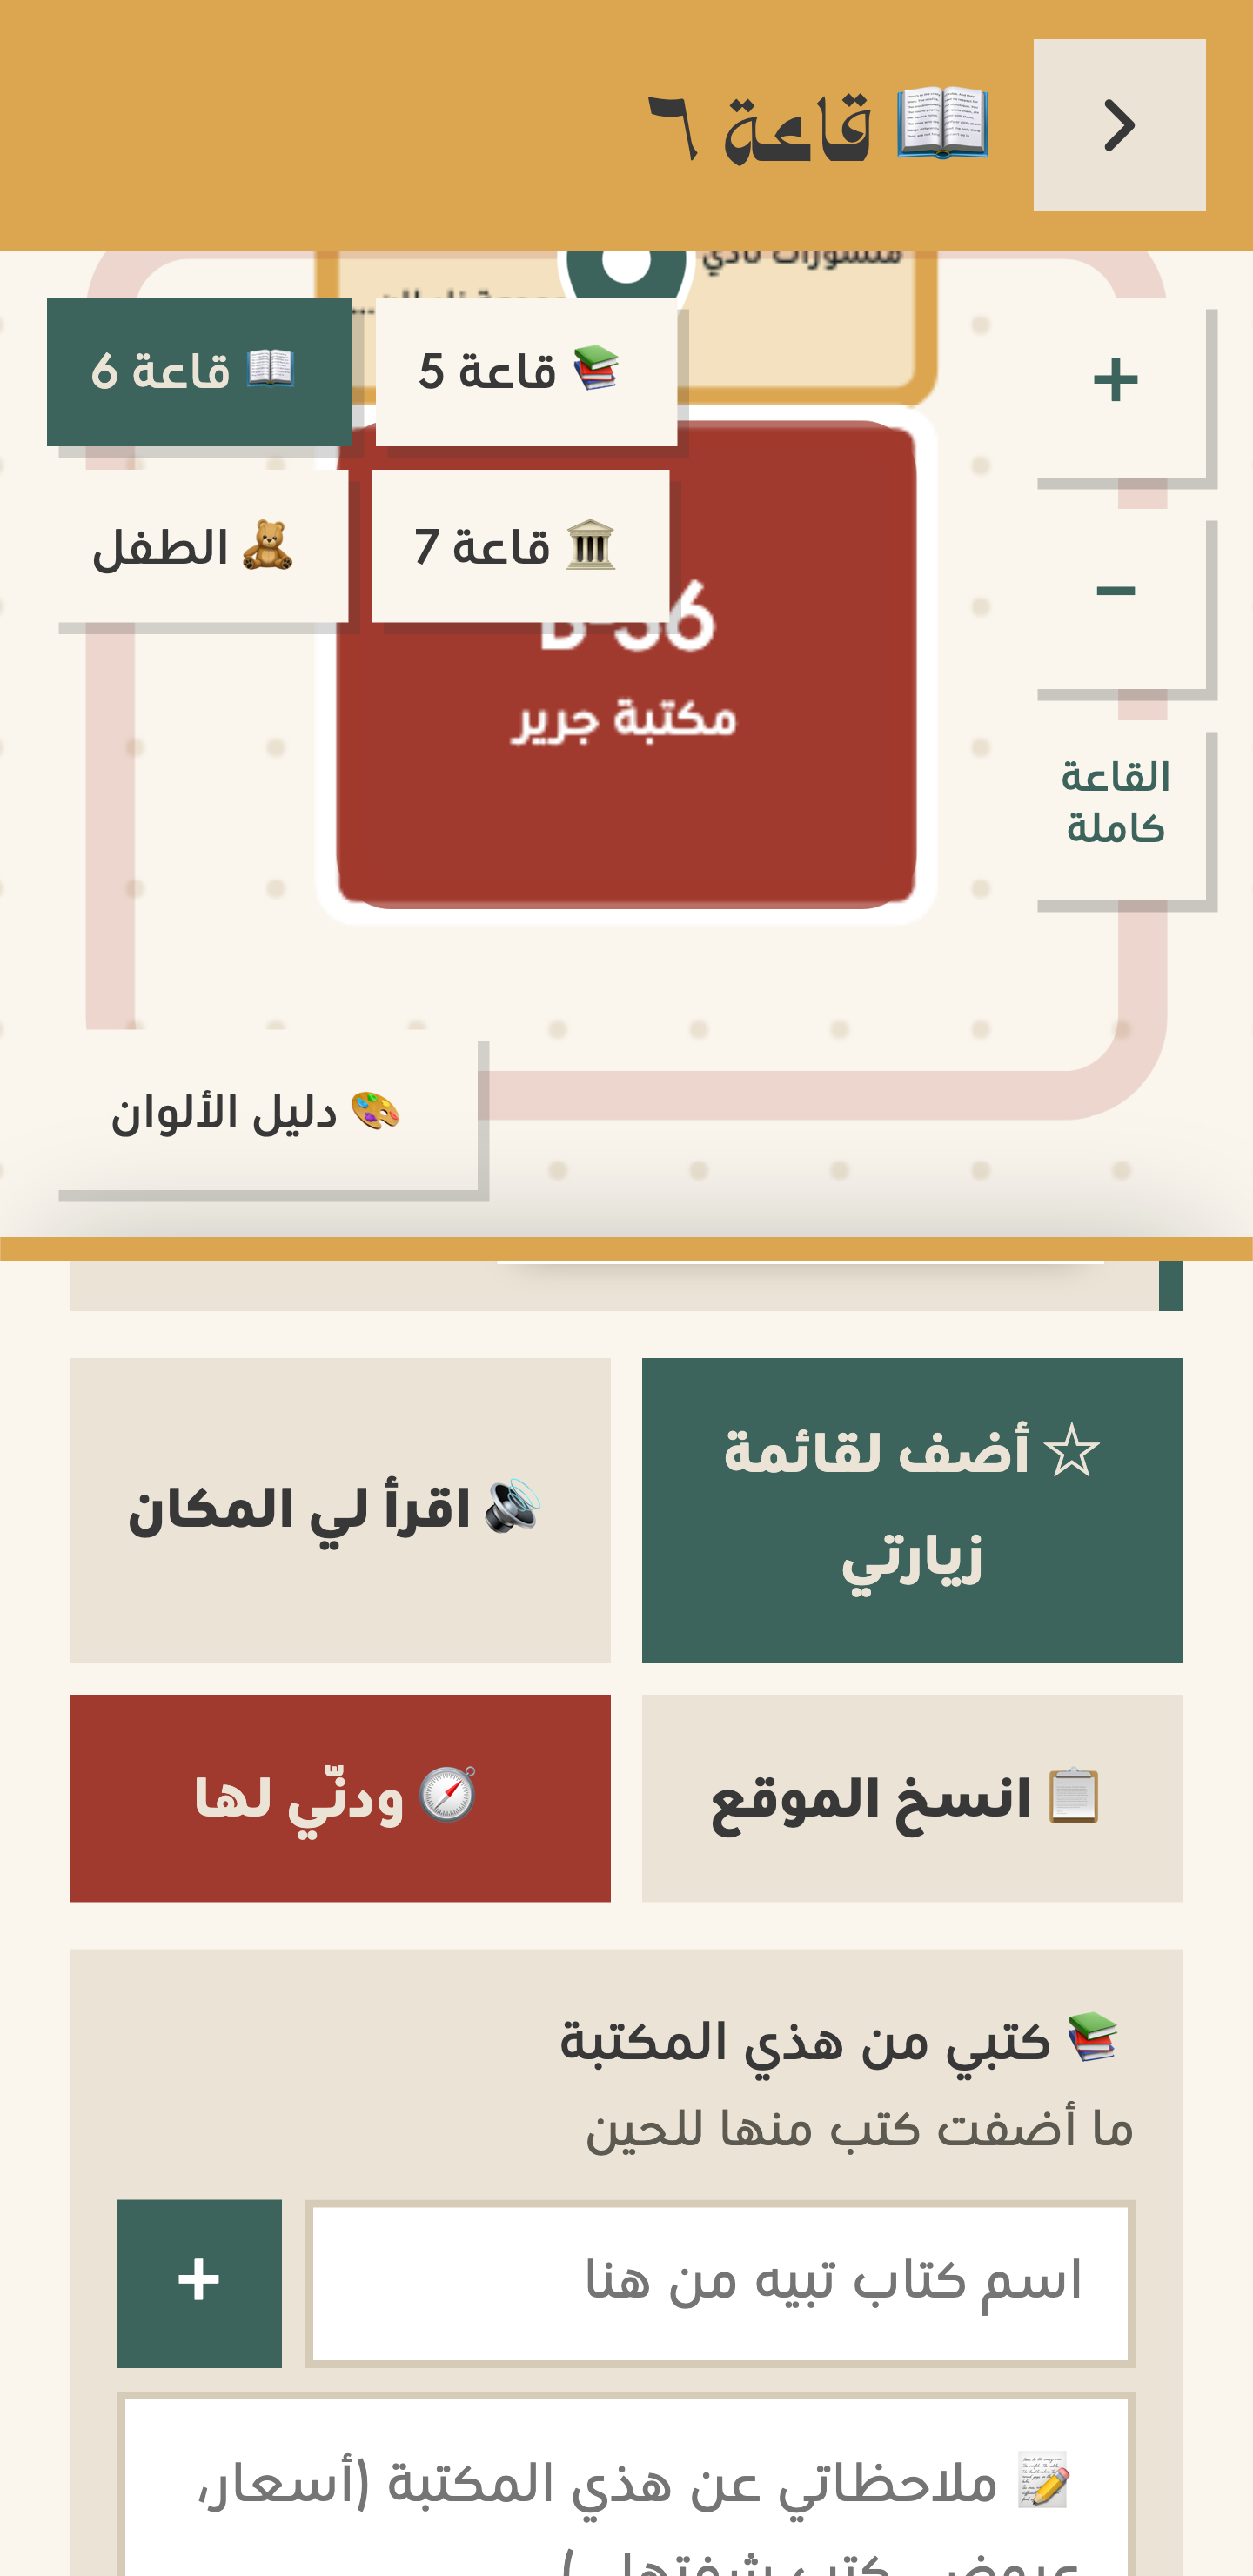 قاعة ٦
منشورات نادي
قاعة 5
قاعة 6
قاعة 7
الطفل
+
−
القاعة
كاملة
مكتبة جرير
دليل الألوان
☆ أضف لقائمة
زيارتي
اقرأ لي المكان
انسخ الموقع
ودنّي لها
كتبي من هذي المكتبة
ما أضفت كتب منها للحين
اسم كتاب تبيه من هنا
+
ملاحظاتي عن هذي المكتبة (أسعار،